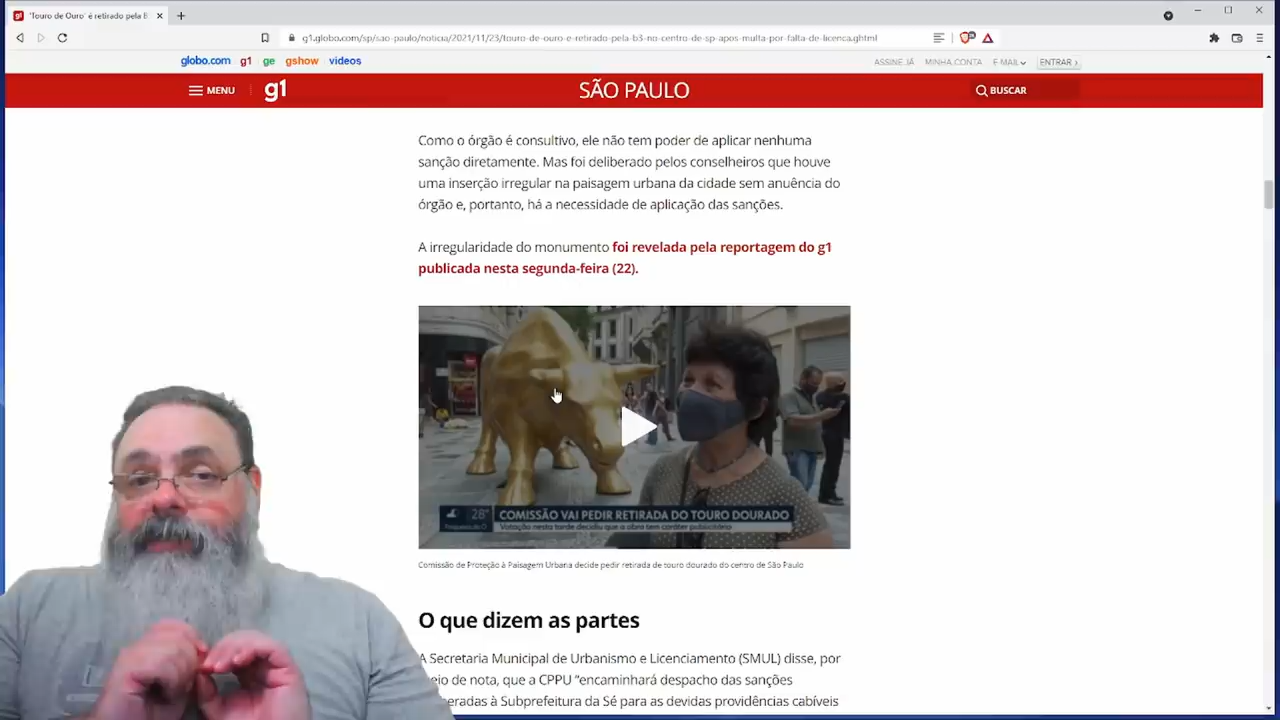 'Touro de Ouro' é retirado pela B
g1.globo.com/sp/sao-paulo/noticia/2021/11/23/touro-de-ouro-e-retirado-pela-b3-no-centro-de-sp-apos-multa-por-falta-de-licenca.ghtml
globo.com g1 ge gshow videos
ASSINE JÁ MINHA CONTA E-MAIL ENTRAR
MENU g1 SÃO PAULO BUSCAR
Como o órgão é consultivo, ele não tem poder de aplicar nenhuma
sanção diretamente. Mas foi deliberado pelos conselheiros que houve
uma inserção irregular na paisagem urbana da cidade sem anuência do
órgão e, portanto, há a necessidade de aplicação das sanções.
A irregularidade do monumento foi revelada pela reportagem do g1
publicada nesta segunda-feira (22).
28° COMISSÃO VAI PEDIR RETIRADA DO TOURO DOURADO
Votação nesta tarde decidiu que a obra tem caráter publicitário
Comissão de Proteção à Paisagem Urbana decide pedir retirada de touro dourado do centro de São Paulo
O que dizem as partes
A Secretaria Municipal de Urbanismo e Licenciamento (SMUL) disse, por
eio de nota, que a CPPU "encaminhará despacho das sanções
eradas à Subprefeitura da Sé para as devidas providências cabíveis